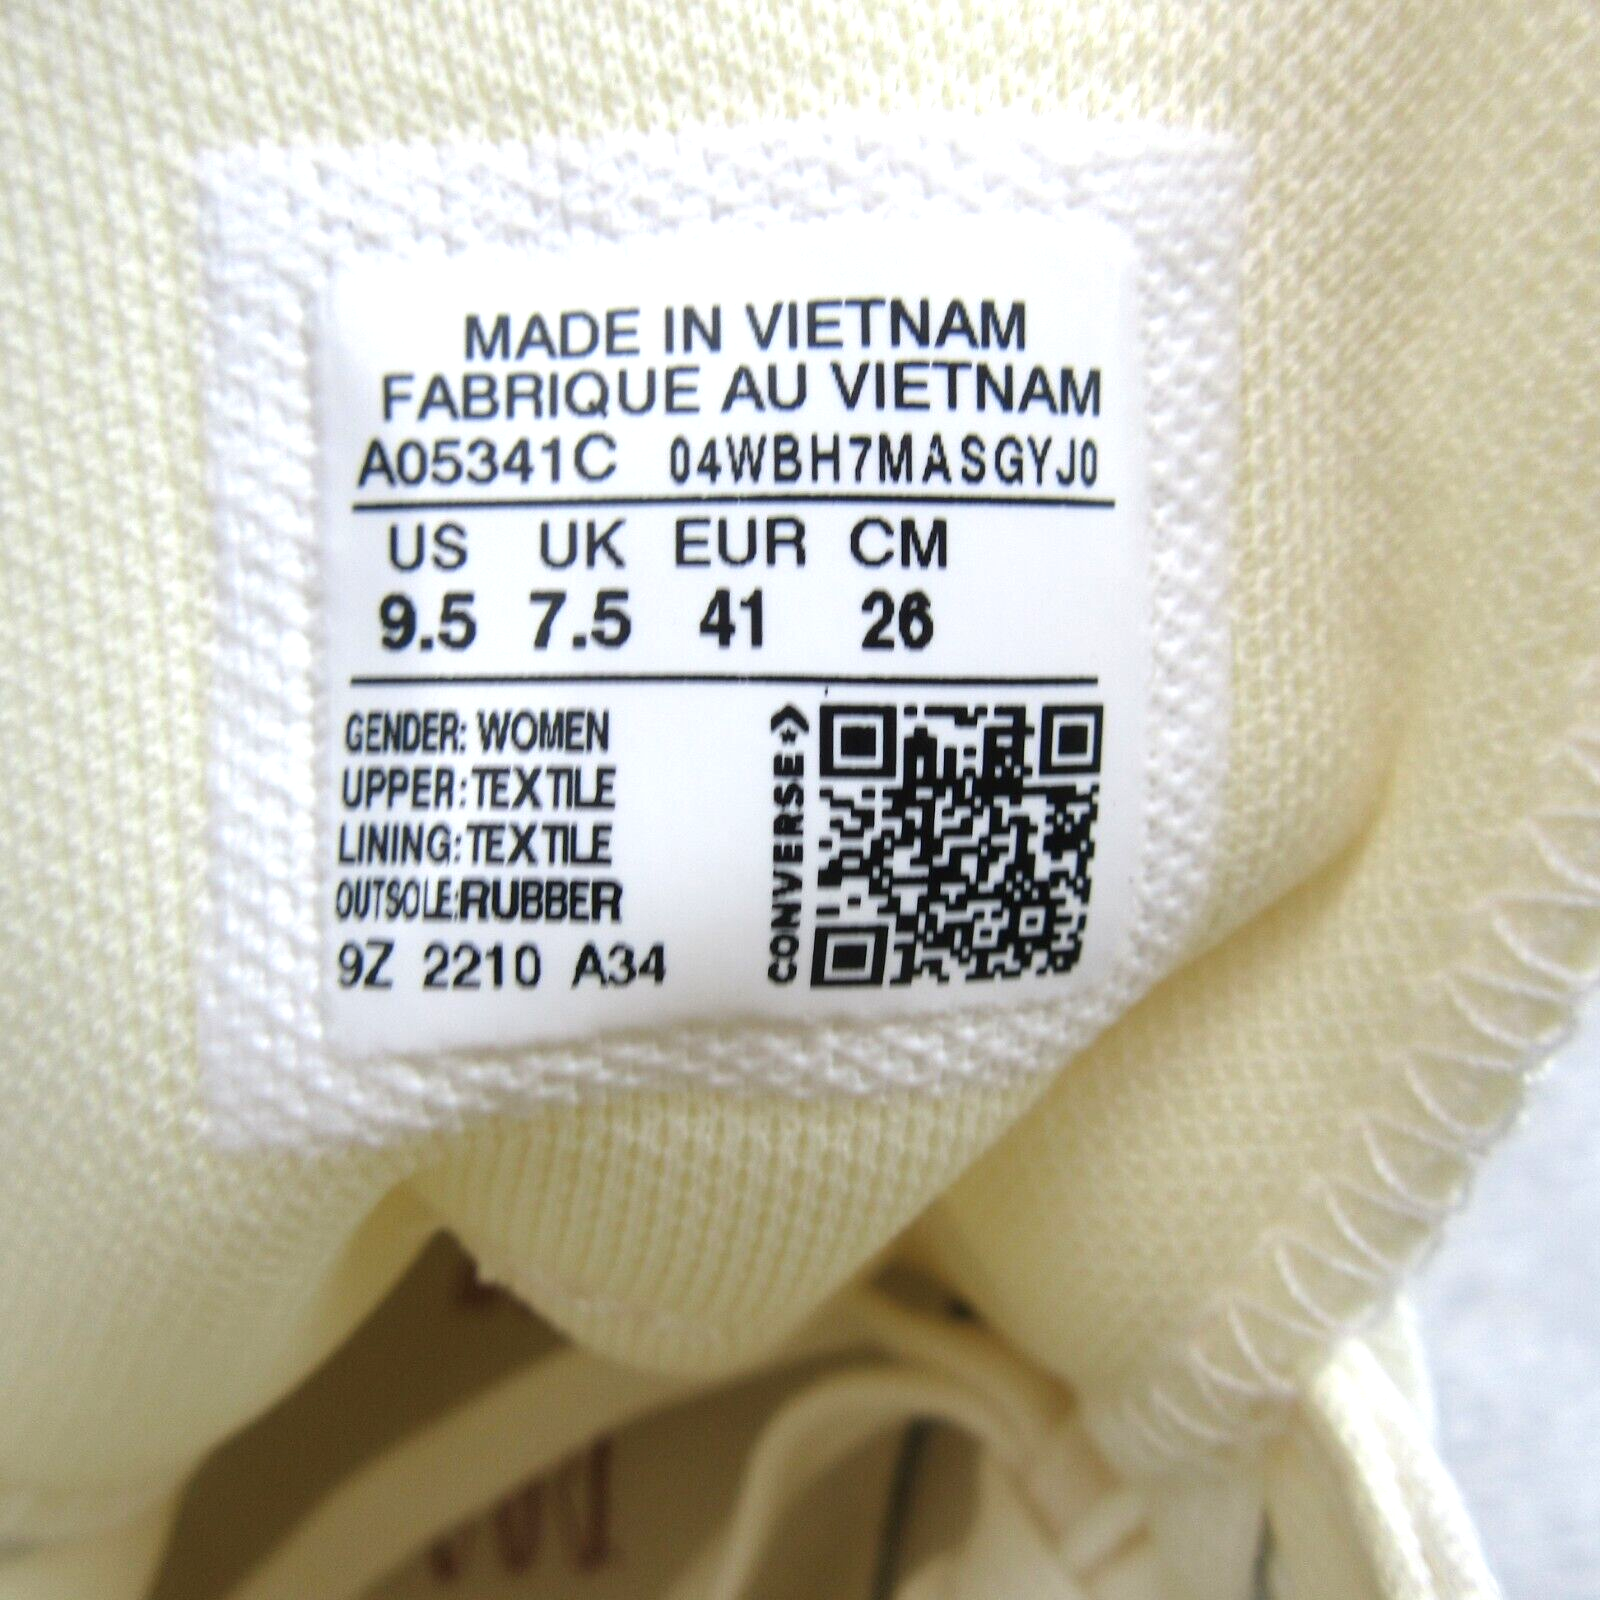 MADE IN VIETNAM
FABRIQUE AU VIETNAM
A05341C 04WBH7MASGYJ0
US UK EUR CM
9.5 7.5 41 26
GENDER: WOMEN
UPPER: TEXTILE
LINING: TEXTILE
OUTSOLE: RUBBER
9Z 2210 A34
CONVERSE